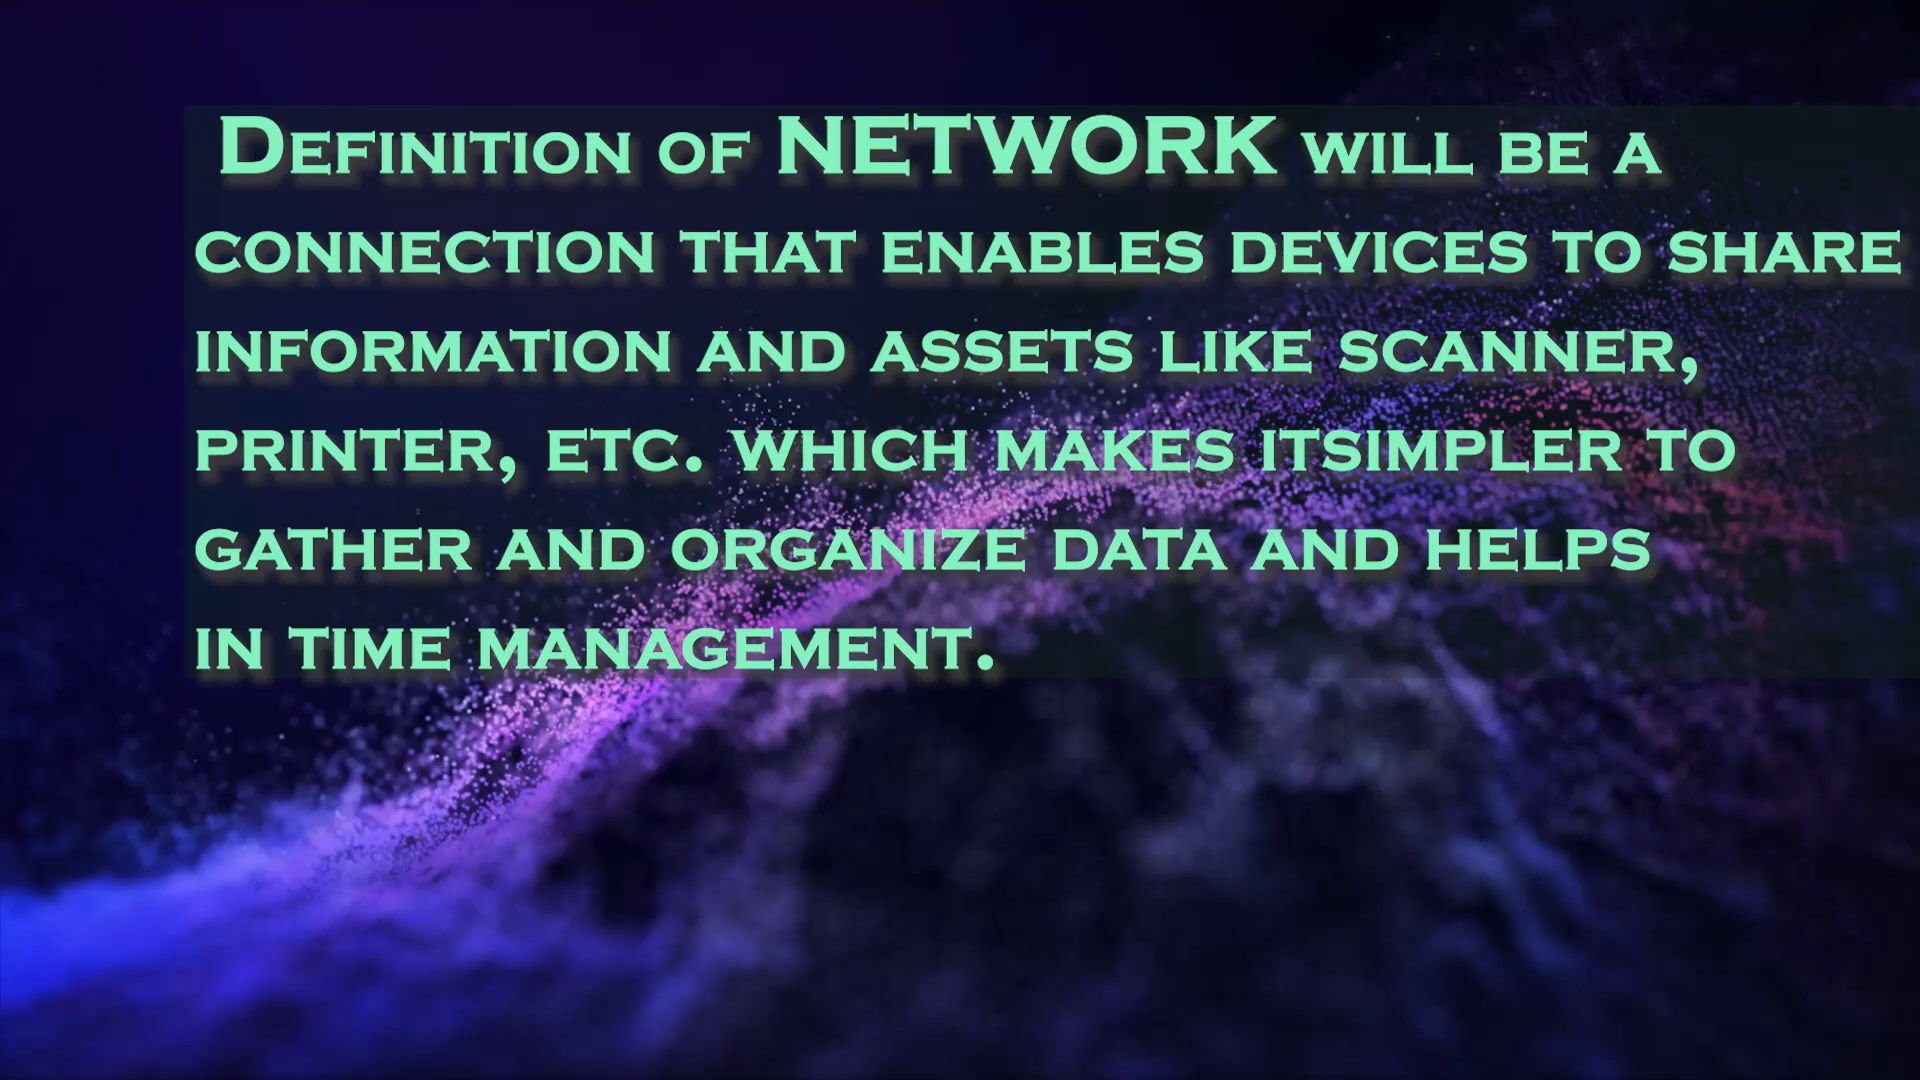 Definition of NETWORK will be a
connection that enables devices to share
information and assets like scanner,
printer, etc. which makes itsimpler to
gather and organize data and helps
in time management.